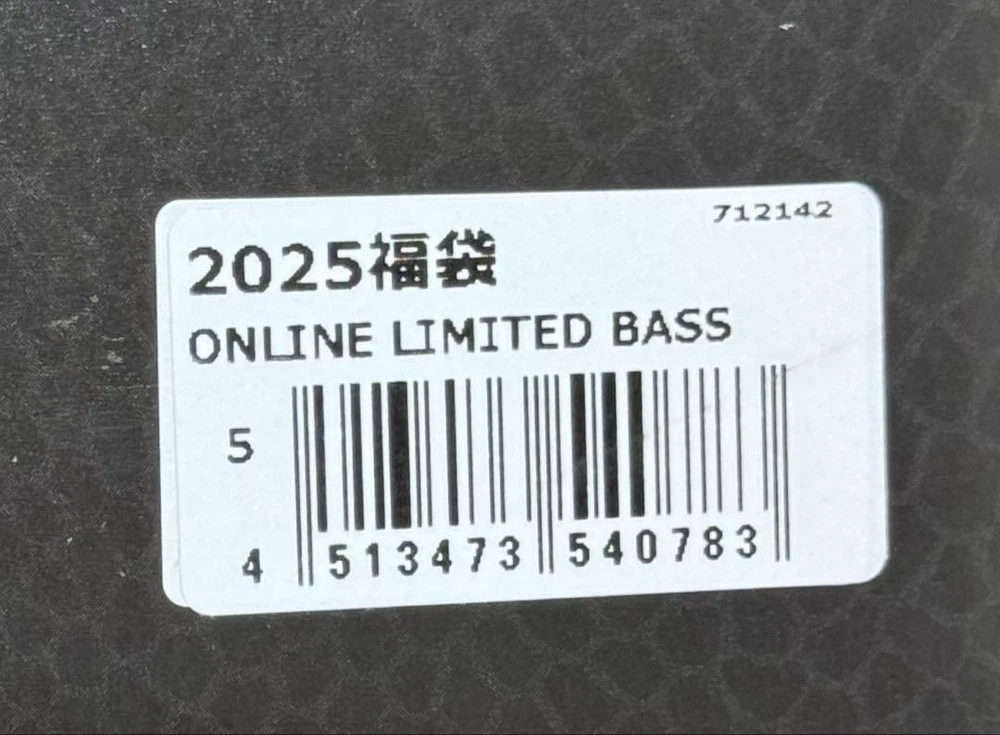 712142
2025福袋
ONLINE LIMITED BASS
5
4 513473 540783